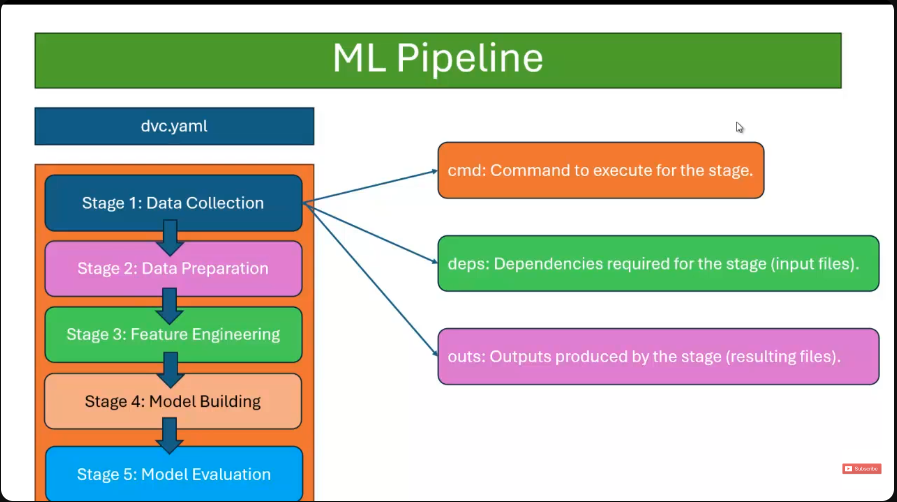 ML Pipeline
dvc.yaml
Stage 1: Data Collection
Stage 2: Data Preparation
Stage 3: Feature Engineering
Stage 4: Model Building
Stage 5: Model Evaluation
cmd: Command to execute for the stage.
deps: Dependencies required for the stage (input files).
outs: Outputs produced by the stage (resulting files).
Subscribe